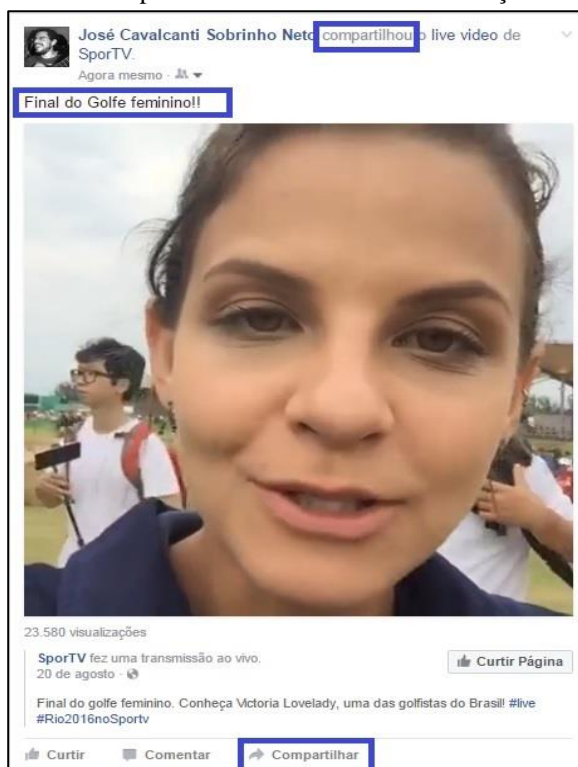 José Cavalcanti Sobrinho Neto compartilhou o live video de
SporTV.
Agora mesmo
Final do Golfe feminino!!
23.580 visualizações
SporTV fez uma transmissão ao vivo.
20 de agosto
Curtir Página
Final do golfe feminino. Conheça Victoria Lovelady, uma das golfistas do Brasil! #live
#Rio2016noSportv
Curtir Comentar Compartilhar